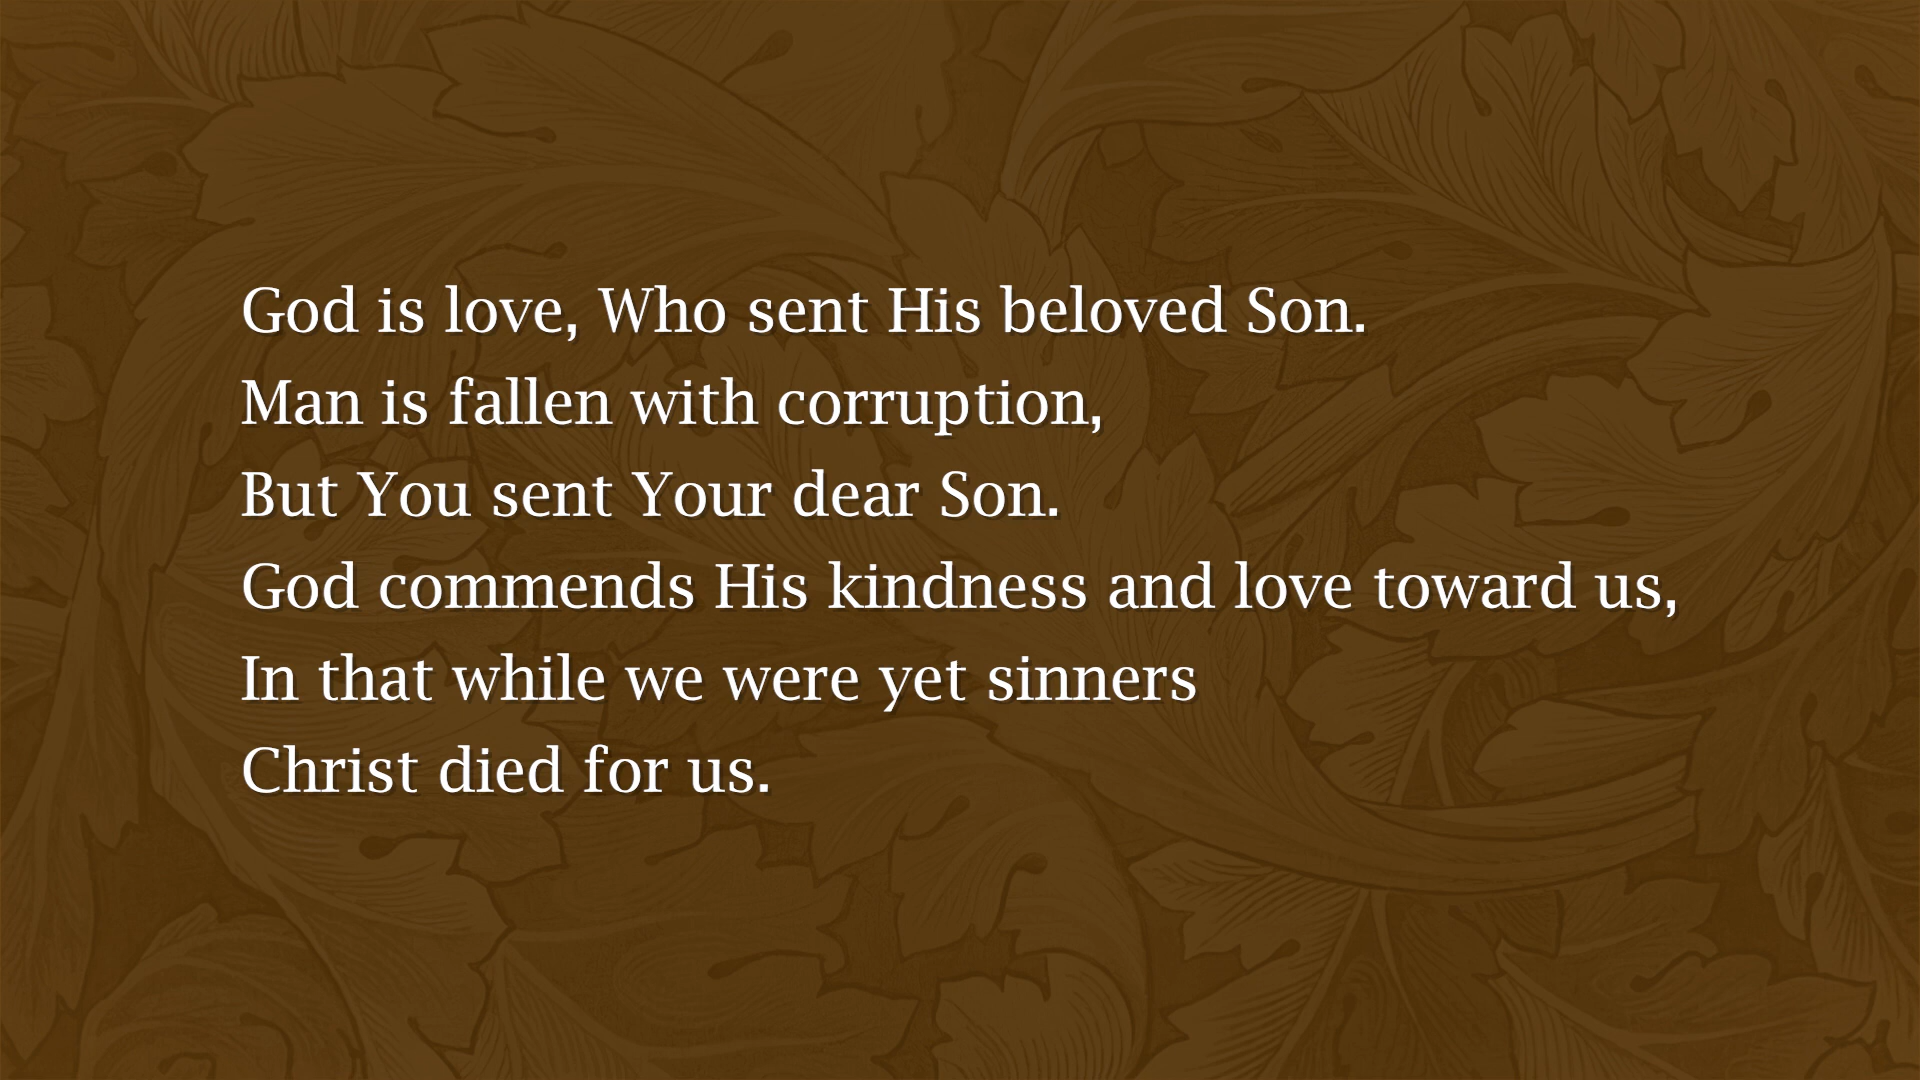 God is love, Who sent His beloved Son.
Man is fallen with corruption,
But You sent Your dear Son.
God commends His kindness and love toward us,
In that while we were yet sinners
Christ died for us.